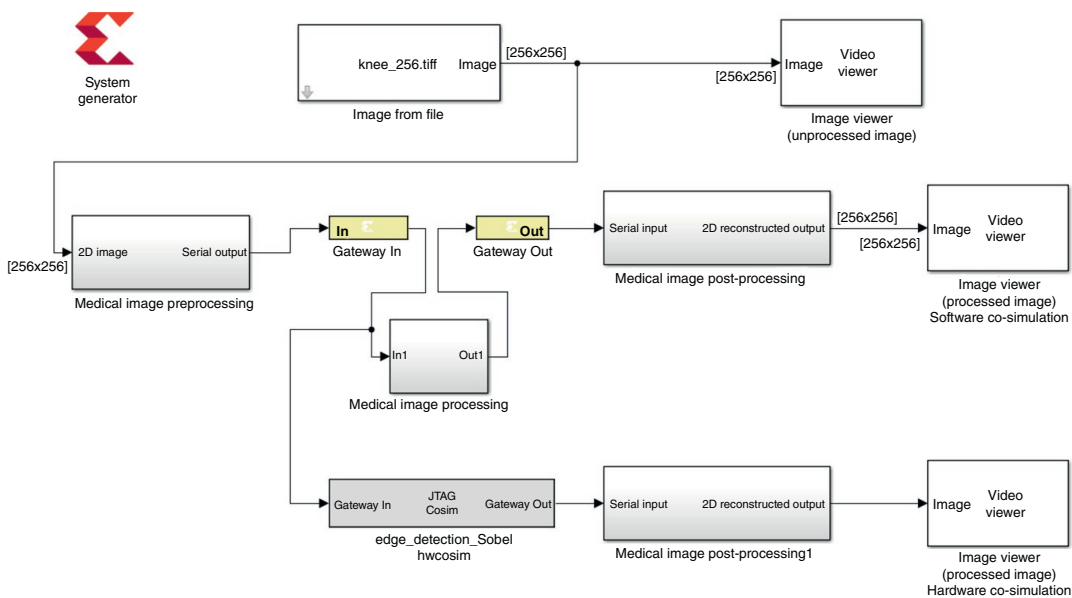 System
generator
knee_256.tiff
Image
Image from file
[256x256]
[256x256]
Image
Video
viewer
Image viewer
(unprocessed image)
[256x256]
2D image
Serial output
Medical image preprocessing
In
Gateway In
Out
Gateway Out
Serial input
2D reconstructed output
Medical image post-processing
[256x256]
[256x256]
Image
Video
viewer
Image viewer
(processed image)
Software co-simulation
In1
Out1
Medical image processing
Gateway In
JTAG
Cosim
Gateway Out
edge_detection_Sobel
hwcosim
Serial input
2D reconstructed output
Medical image post-processing1
Image
Video
viewer
Image viewer
(processed image)
Hardware co-simulation